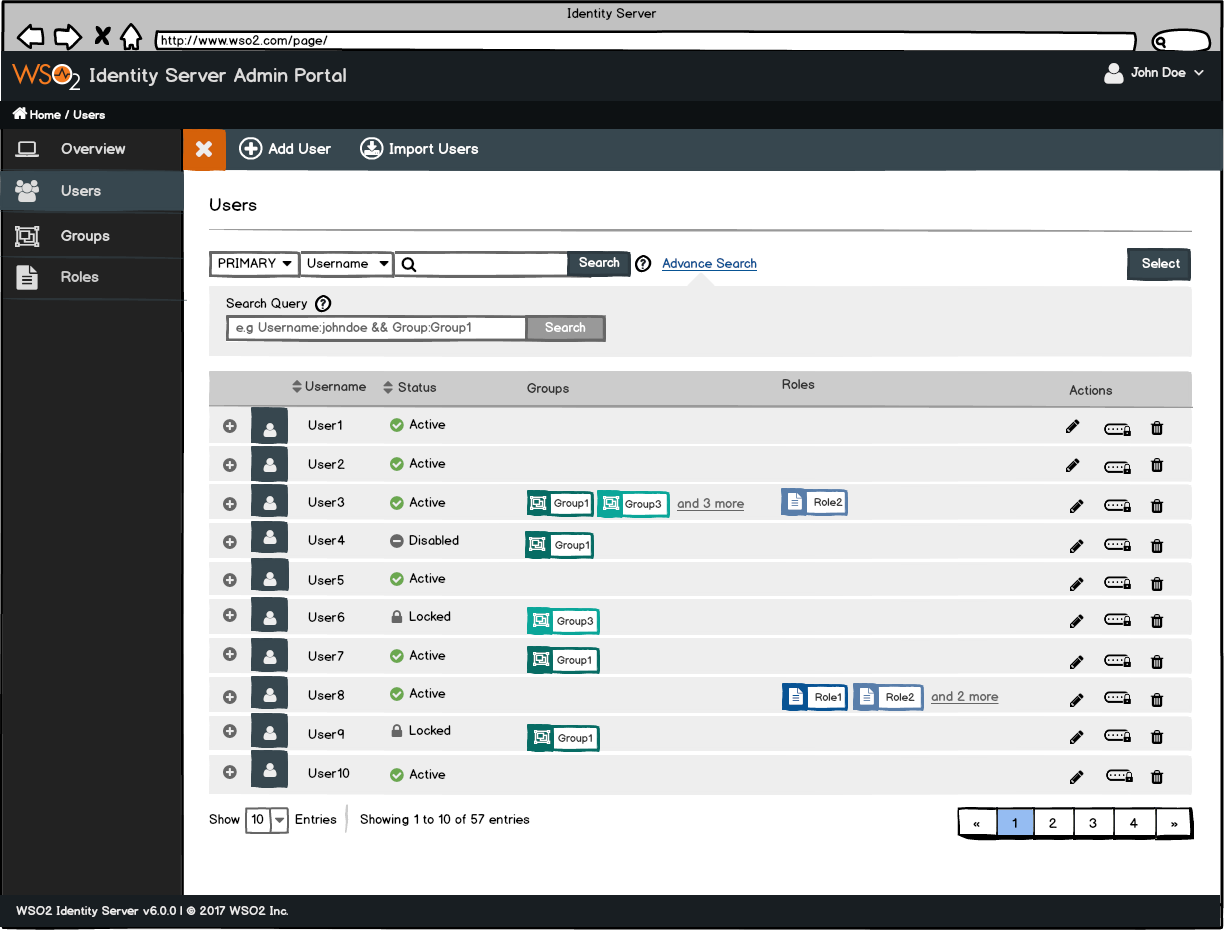 Identity Server
http://www.wso2.com/page/
WSO2 Identity Server Admin Portal
John Doe
Home / Users
Overview
Users
Groups
Roles
Add User
Import Users
Users
PRIMARY Username Search ? Advance Search Select
Search Query ?
e.g Username:johndoe && Group:Group1 Search
Username Status Groups Roles Actions
User1 Active
User2 Active
User3 Active Group1 Group3 and 3 more Role2
User4 Disabled Group1
User5 Active
User6 Locked Group3
User7 Active Group1
User8 Active Role1 Role2 and 2 more
User9 Locked Group1
User10 Active
Show 10 Entries Showing 1 to 10 of 57 entries « 1 2 3 4 »
WSO2 Identity Server v6.0.0 | © 2017 WSO2 Inc.